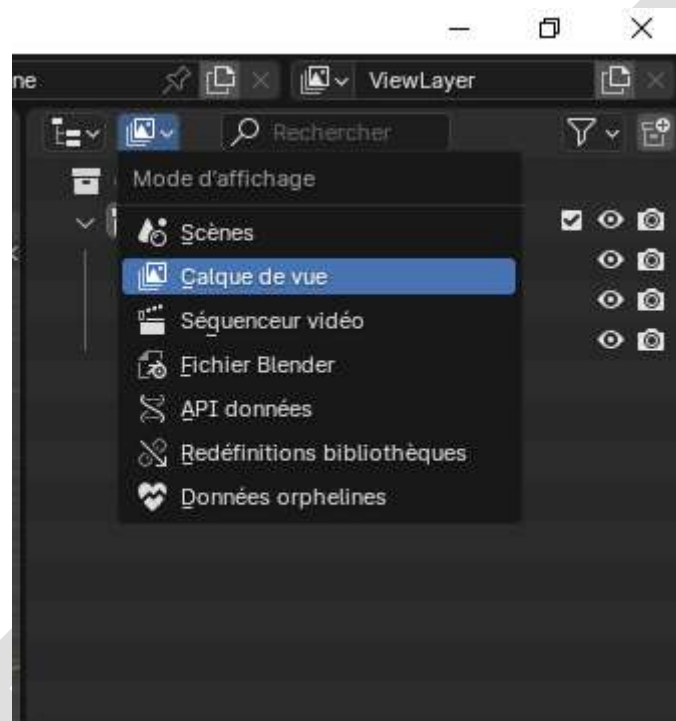 ne
ViewLayer
Rechercher
Mode d'affichage
Scènes
Calque de vue
Séquenceur vidéo
Fichier Blender
API données
Redéfinitions bibliothèques
Données orphelines